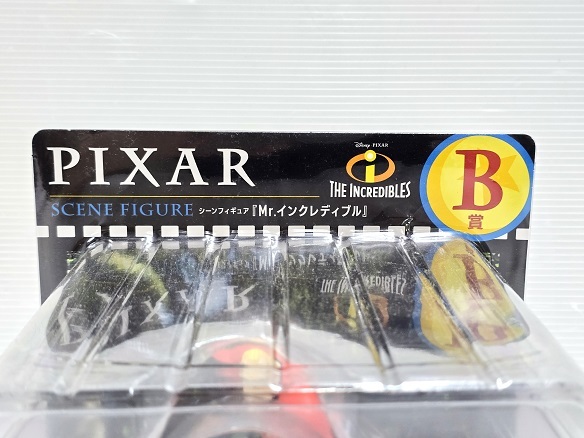 PIXAR
SCENE FIGURE シーンフィギュア『Mr.インクレディブル』
Disney · PIXAR
THE INCREDIBLES
B
賞